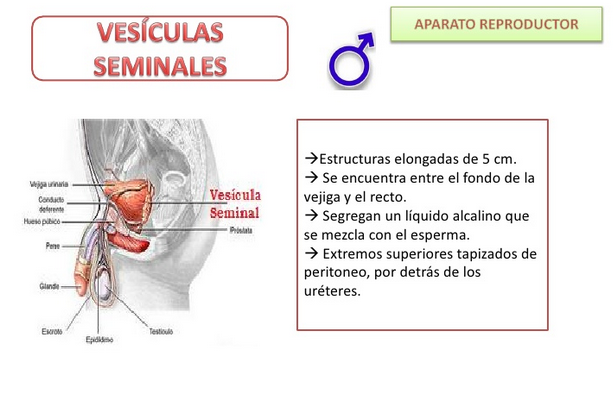 VESÍCULAS
SEMINALES
APARATO REPRODUCTOR
Vejiga urinaria
Conducto
deferente
Hueso púbico
Pene
Glande
Escroto
Epidídimo
Testículo
Próstata
Vesícula
Seminal
→Estructuras elongadas de 5 cm.
→ Se encuentra entre el fondo de la
vejiga y el recto.
→ Segregan un líquido alcalino que
se mezcla con el esperma.
→ Extremos superiores tapizados de
peritoneo, por detrás de los
uréteres.